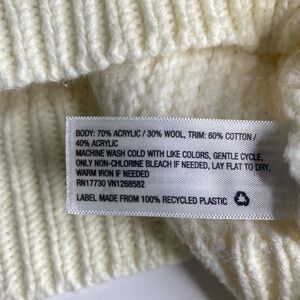 BODY: 70% ACRYLIC / 30% WOOL, TRIM: 60% COTTON /
40% ACRYLIC
MACHINE WASH COLD WITH LIKE COLORS, GENTLE CYCLE,
ONLY NON-CHLORINE BLEACH IF NEEDED, LAY FLAT TO DRY,
WARM IRON IF NEEDED
RN17730 VN1268582
LABEL MADE FROM 100% RECYCLED PLASTIC